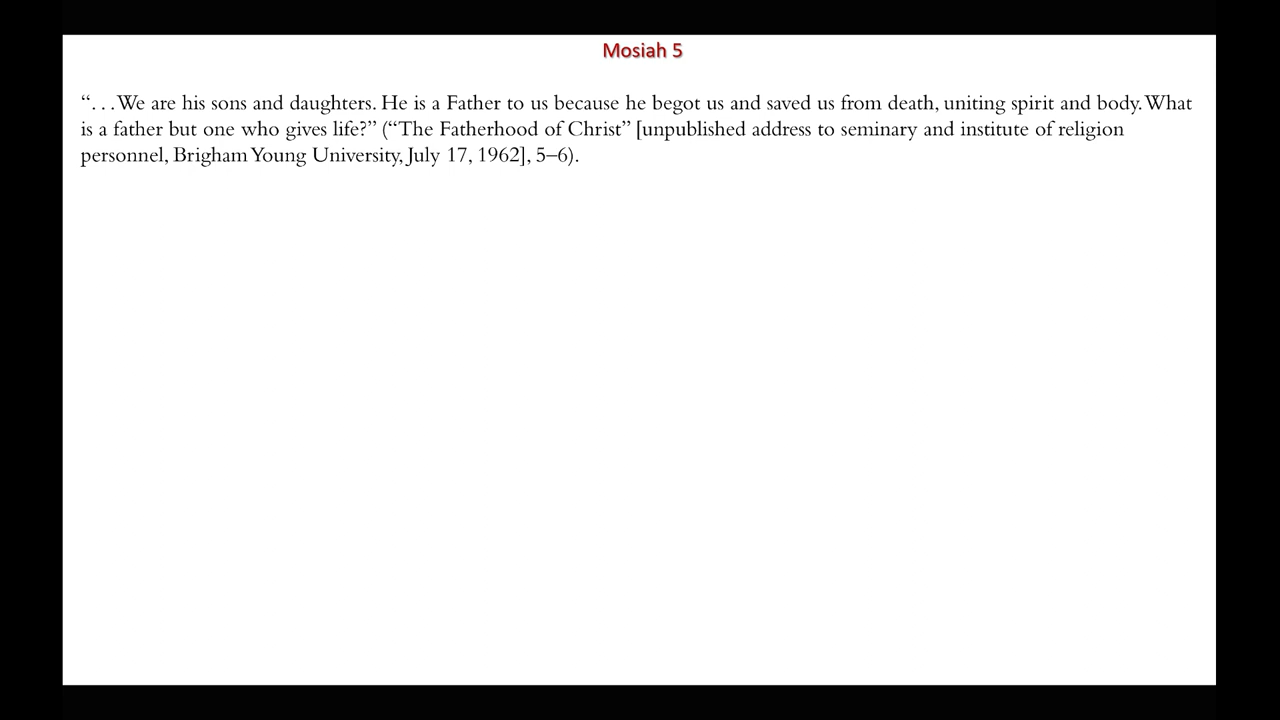 Mosiah 5
“. . . We are his sons and daughters. He is a Father to us because he begot us and saved us from death, uniting spirit and body. What
is a father but one who gives life?” (“The Fatherhood of Christ” [unpublished address to seminary and institute of religion
personnel, Brigham Young University, July 17, 1962], 5–6).